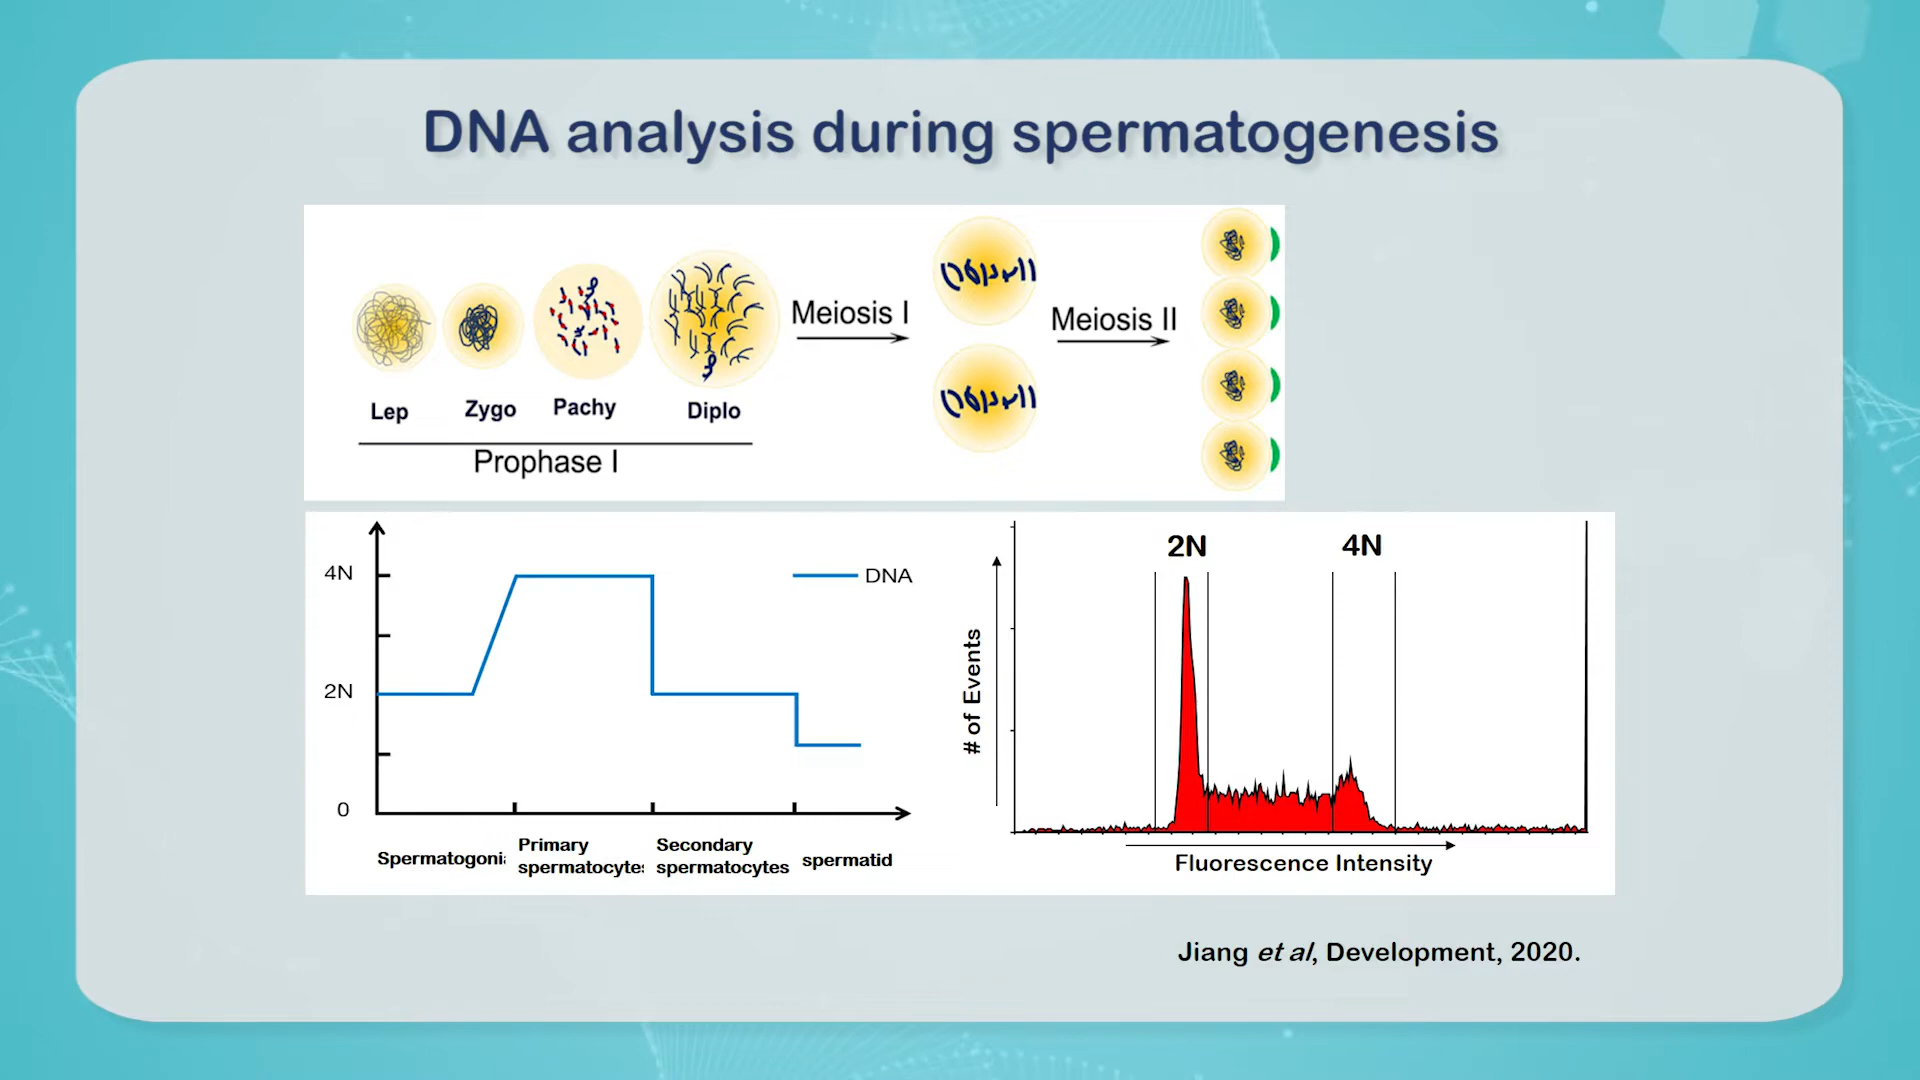 DNA analysis during spermatogenesis
Meiosis I
Meiosis II
Lep
Zygo
Pachy
Diplo
Prophase I
4N
2N
0
DNA
Spermatogoni
Primary
spermatocytes
Secondary
spermatocytes
spermatid
2N
4N
# of Events
Fluorescence Intensity
Jiang et al, Development, 2020.